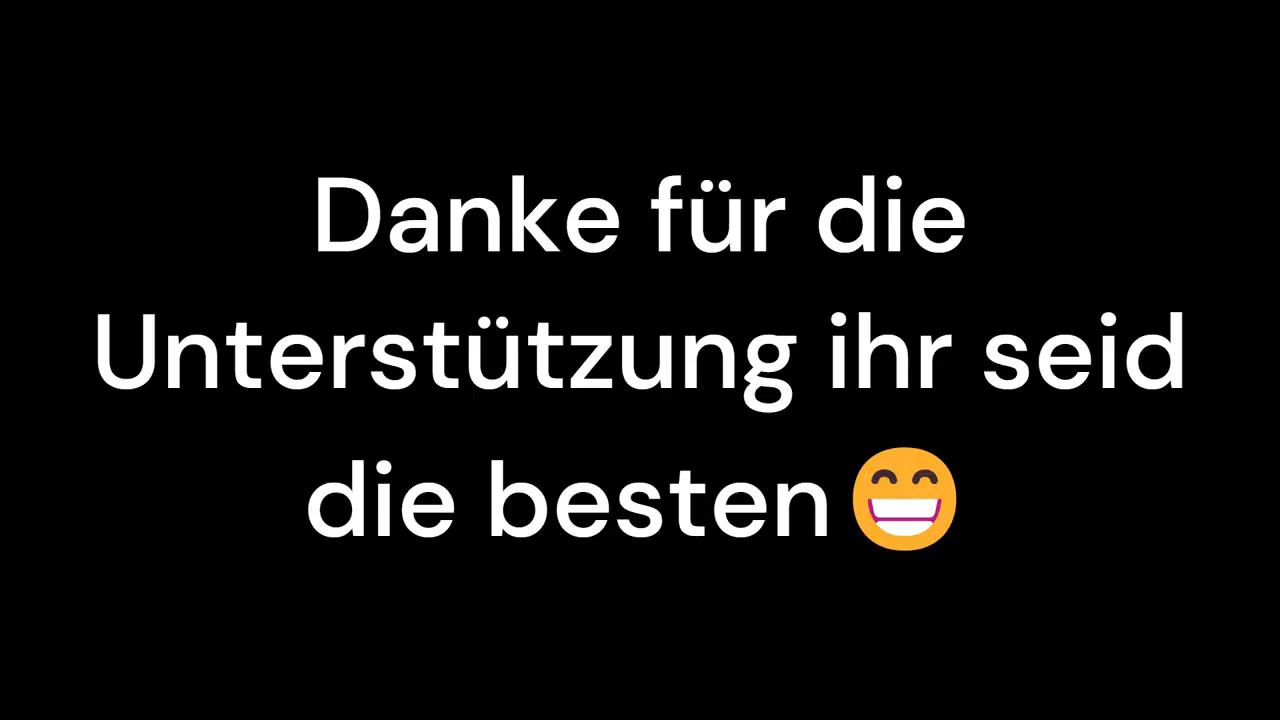 Danke für die
Unterstützung ihr seid
die besten😁